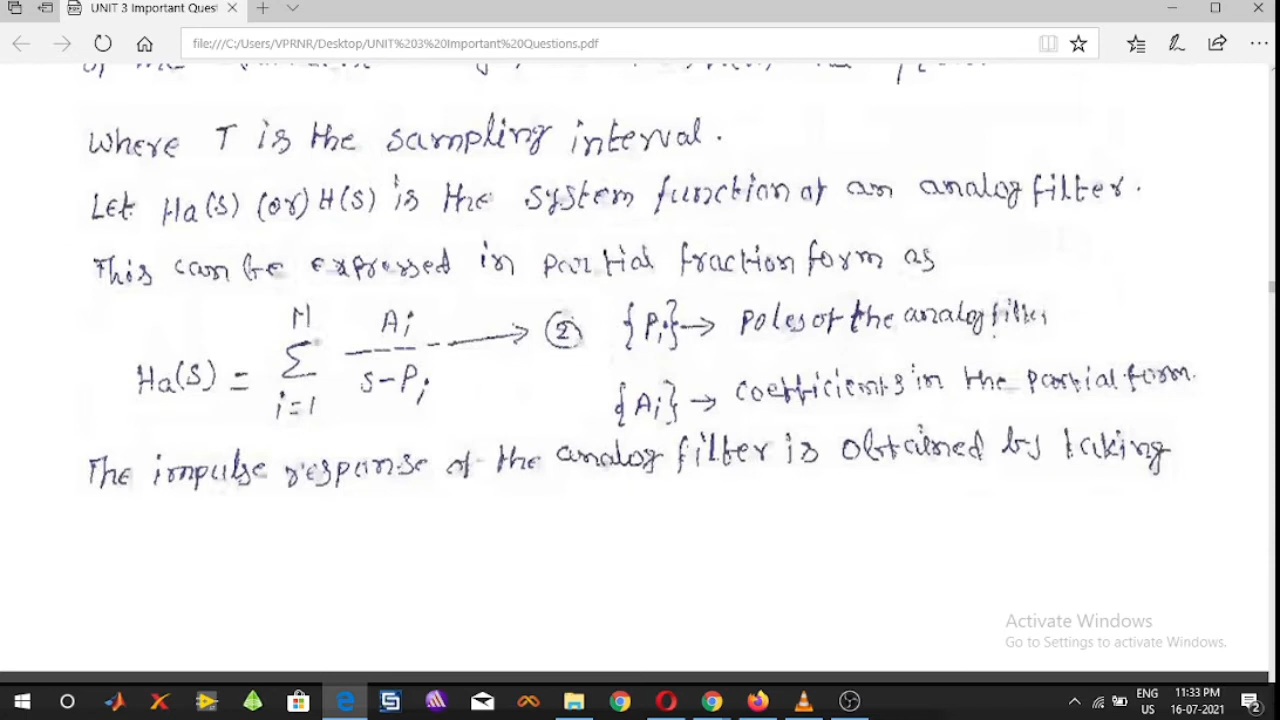 UNIT 3 Important Quest
file:///C:/Users/VPRNR/Desktop/UNIT%203%20Important%20Questions.pdf
Where T is the sampling interval.
Let Ha(s) (or) H(s) is the system function of an analog filter.
This can be expressed in partial fraction form as
Ha(s) = N Σ i=1 Ai / s-Pi → ② {Pi} → poles of the analog filter
{Ai} → coefficients in the partial form.
The impulse response of the analog filter is obtained by taking
Activate Windows
Go to Settings to activate Windows.
ENG 11:33 PM
US 16-07-2021 2